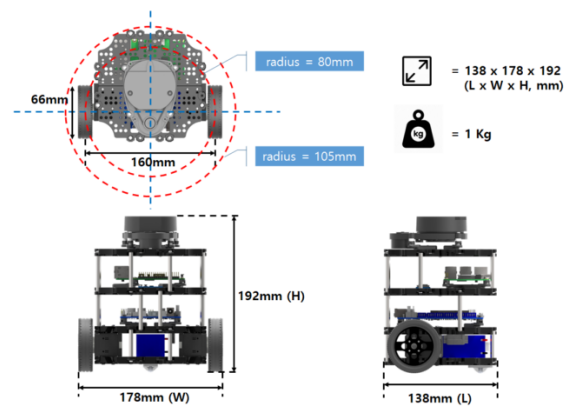 radius = 80mm
= 138 x 178 x 192
(L x W x H, mm)
66mm
kg
= 1 Kg
160mm
radius = 105mm
192mm (H)
178mm (W)
138mm (L)